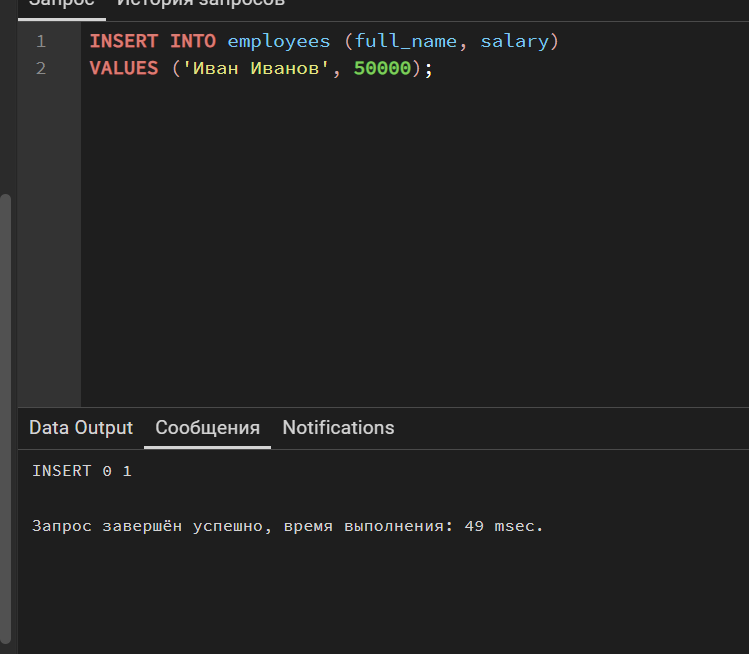 Запрос История запросов
1 INSERT INTO employees (full_name, salary)
2 VALUES ('Иван Иванов', 50000);
Data Output Сообщения Notifications
INSERT 0 1
Запрос завершён успешно, время выполнения: 49 msec.